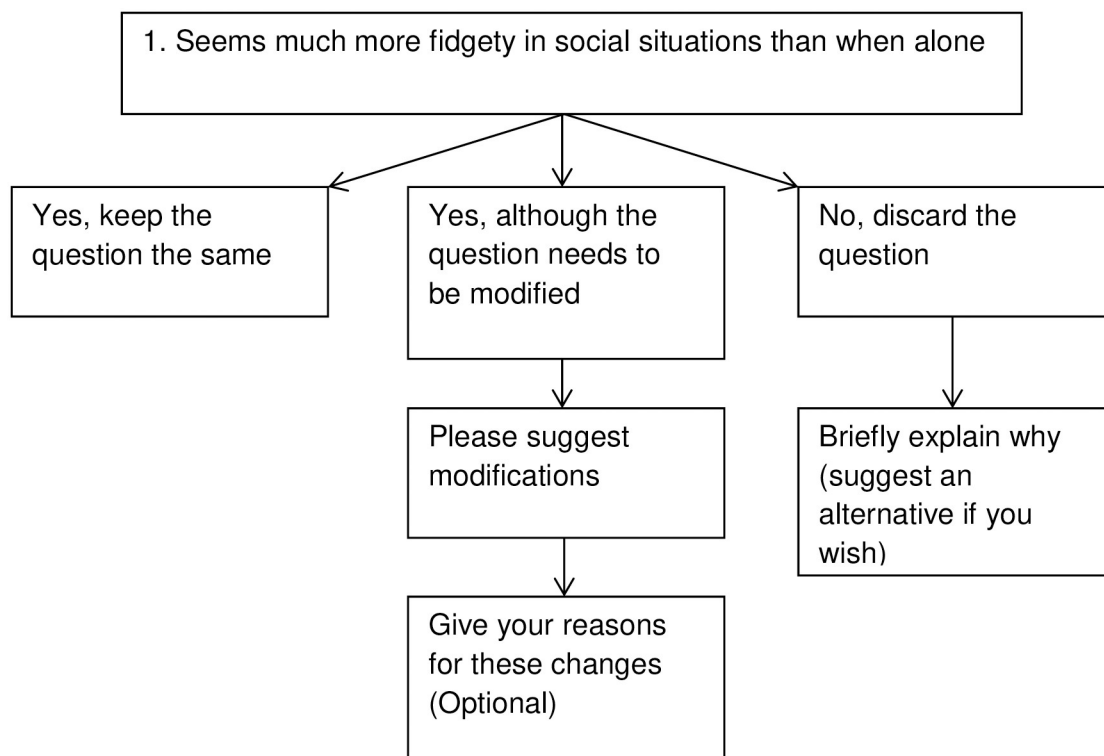 1. Seems much more fidgety in social situations than when alone
Yes, keep the
question the same
Yes, although the
question needs to
be modified
No, discard the
question
Please suggest
modifications
Briefly explain why
(suggest an
alternative if you
wish)
Give your reasons
for these changes
(Optional)